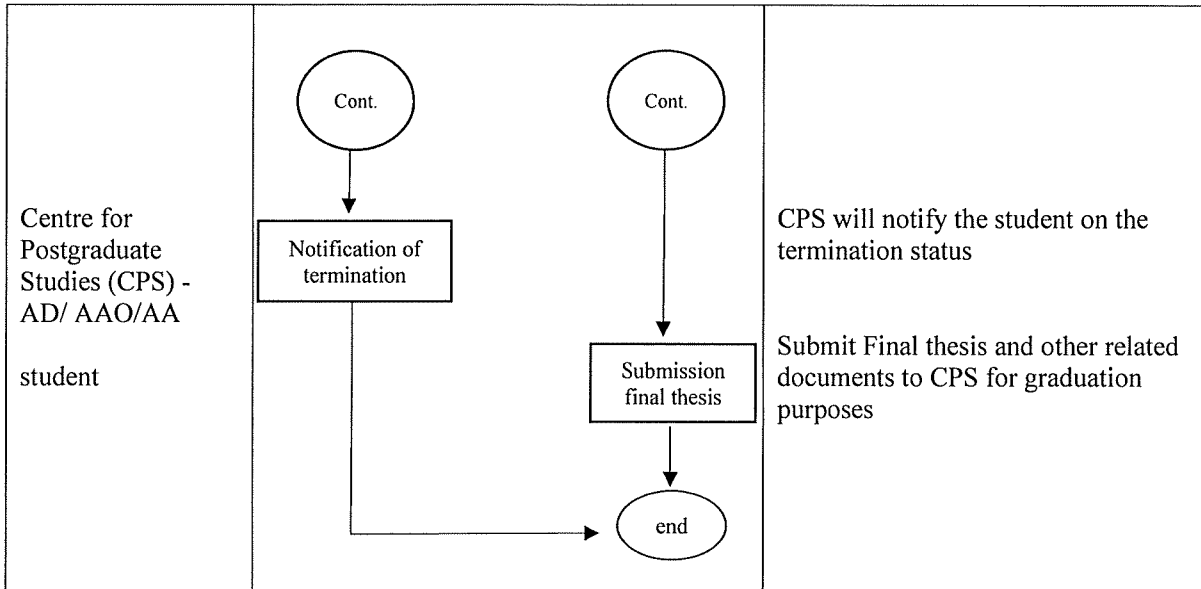 Cont.
Cont.
Centre for
Postgraduate
Studies (CPS) -
AD/ AAO/AA
Notification of
termination
CPS will notify the student on the
termination status
student
Submission
final thesis
Submit Final thesis and other related
documents to CPS for graduation
purposes
end